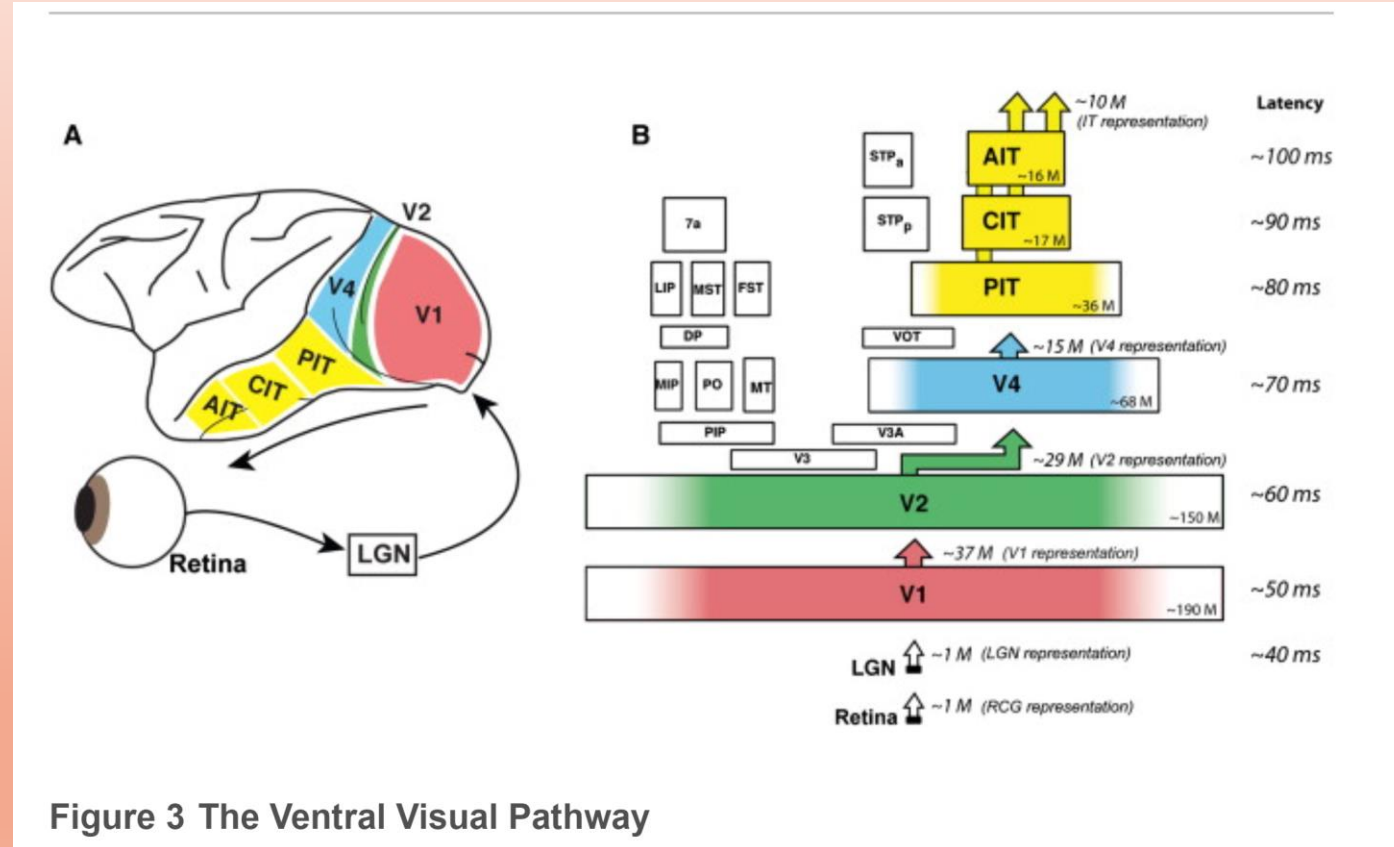 A
V2
V4
V1
PIT
CIT
AIT
Retina
LGN
B
~10 M
(IT representation)
Latency
STPa
AIT
~16 M
~100 ms
7a
STPp
CIT
~17 M
~90 ms
LIP
MST
FST
PIT
~36 M
~80 ms
DP
VOT
~15 M (V4 representation)
MIP
PO
MT
V4
~68 M
~70 ms
PIP
V3A
V3
~29 M (V2 representation)
V2
~150 M
~60 ms
~37 M (V1 representation)
V1
~190 M
~50 ms
LGN
~1 M (LGN representation)
~40 ms
Retina
~1 M (RCG representation)
Figure 3 The Ventral Visual Pathway